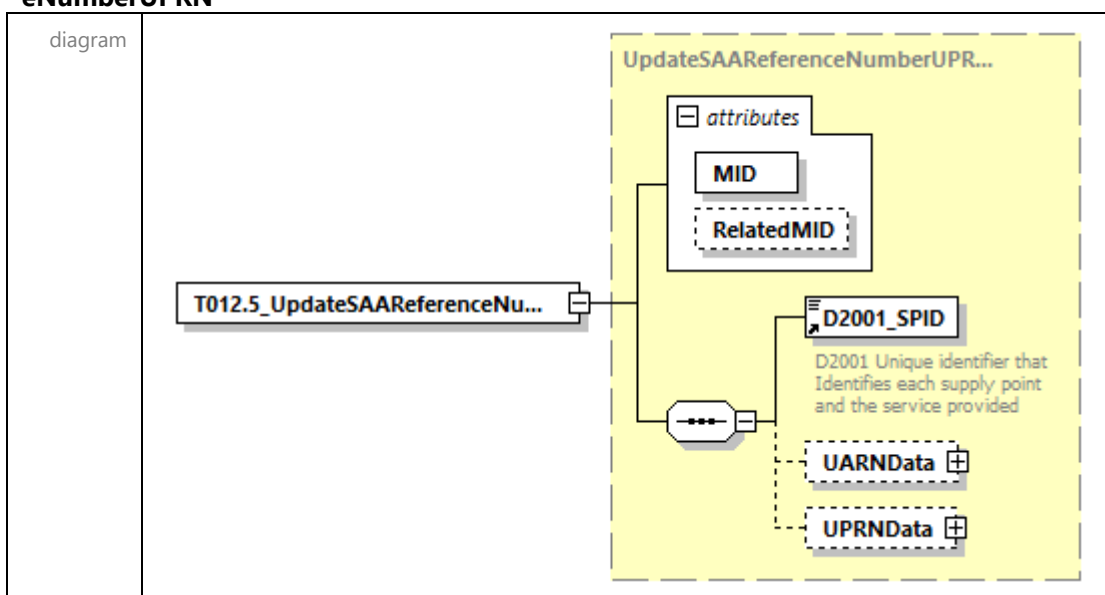 eNumberUPRN
diagram
UpdateSAAReferenceNumberUPR...
attributes
MID
RelatedMID
T012.5_UpdateSAAReferenceNu...
D2001_SPID
D2001 Unique identifier that
Identifies each supply point
and the service provided
UARNData
UPRNData